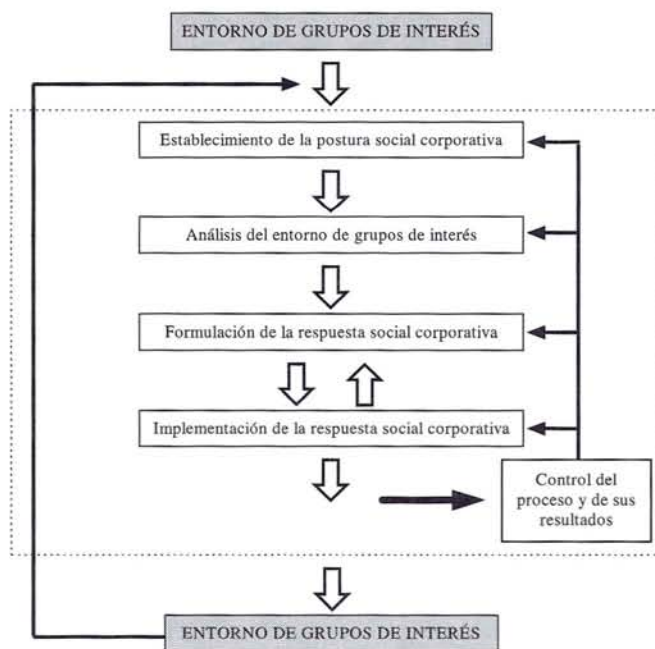 ENTORNO DE GRUPOS DE INTERÉS
Establecimiento de la postura social corporativa
Análisis del entorno de grupos de interés
Formulación de la respuesta social corporativa
Implementación de la respuesta social corporativa
Control del
proceso y de sus
resultados
ENTORNO DE GRUPOS DE INTERÉS